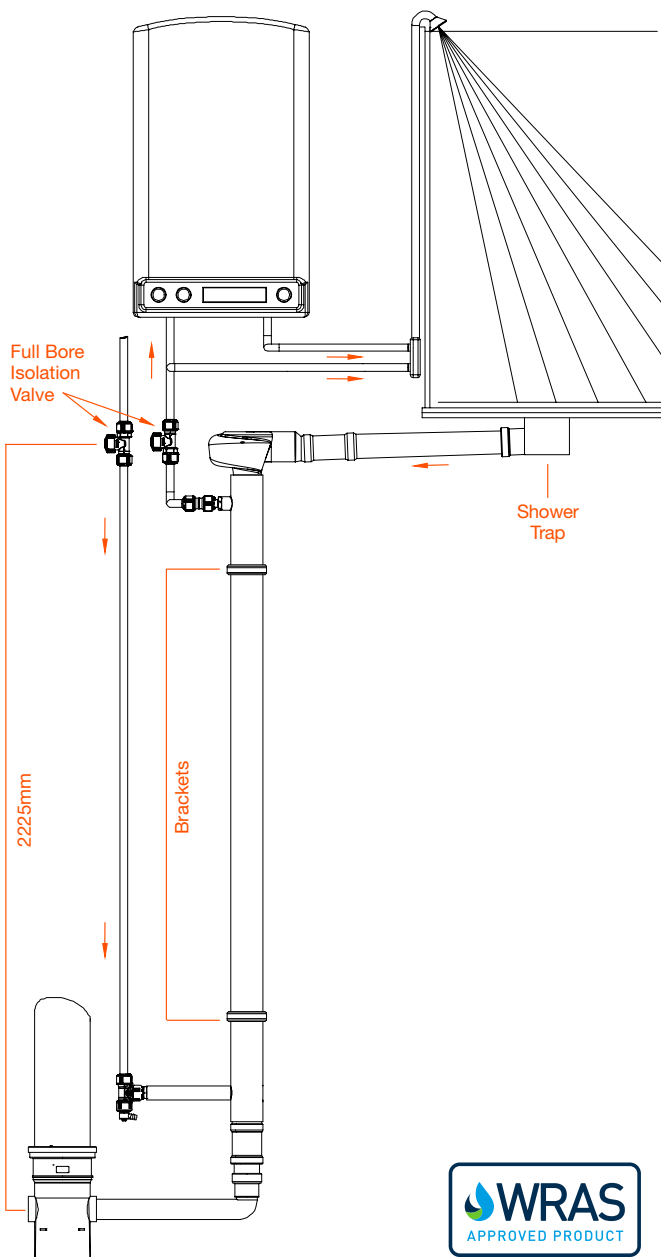 Full Bore
Isolation
Valve
Shower
Trap
Brackets
2225mm
WRAS
APPROVED PRODUCT